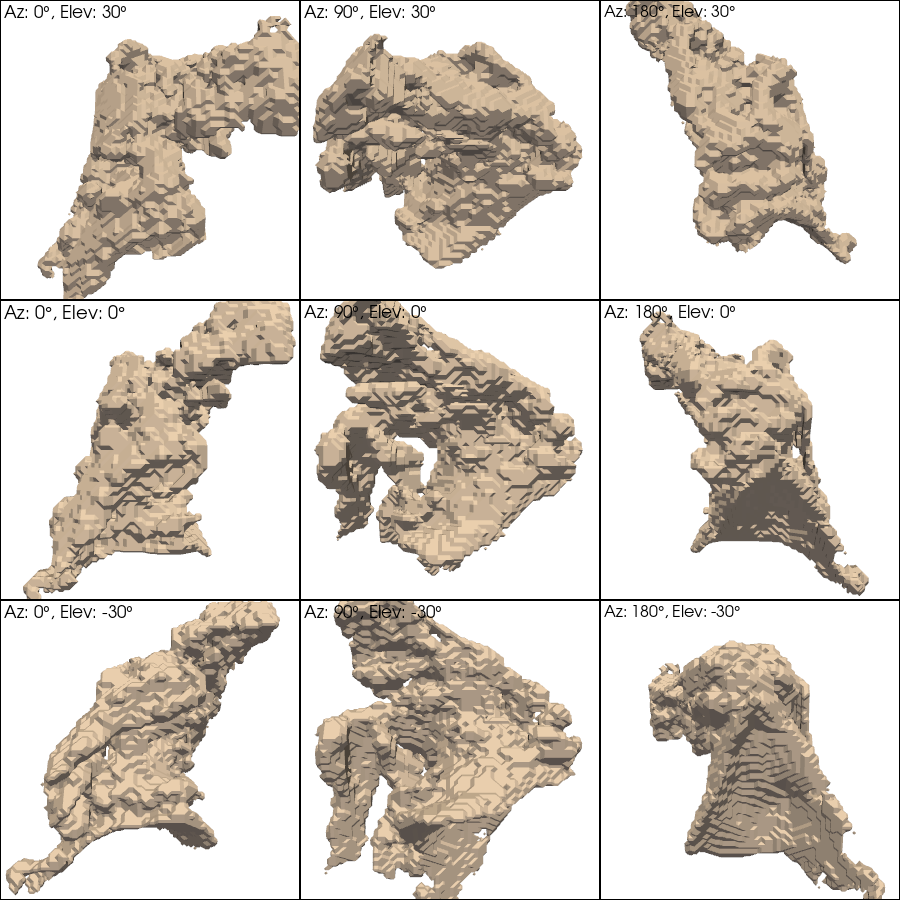 Az: 0°, Elev: 30°
Az: 90°, Elev: 30°
Az: 180°, Elev: 30°
Az: 0°, Elev: 0°
Az: 90°, Elev: 0°
Az: 180°, Elev: 0°
Az: 0°, Elev: -30°
Az: 90°, Elev: -30°
Az: 180°, Elev: -30°